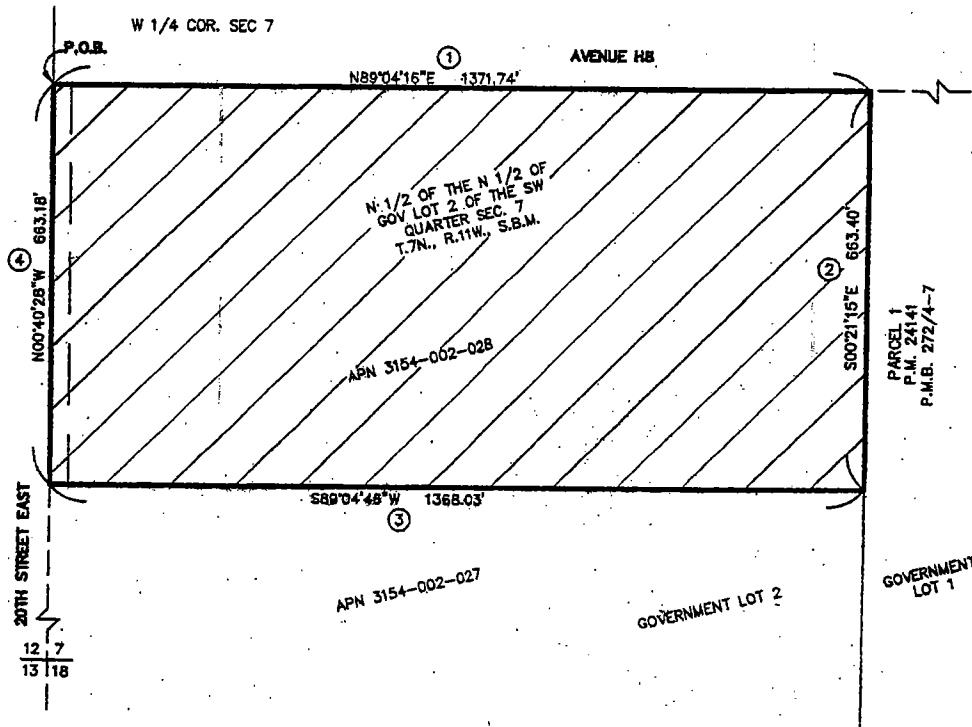 W 1/4 COR. SEC 7
P.O.B.
1
AVENUE H8
N89°04'16"E 1371.74'
N 1/2 OF THE N 1/2 OF
GOV LOT 2 OF THE SW
QUARTER SEC. 7
T.7N., R.11W., S.B.M.
4
N00°40'28"W 663.18'
2
S00°21'15"E 663.40'
PARCEL 1
P.M. 24141
P.M.B. 272/4-7
APN 3154-002-028
S89°04'48"W 1368.03'
3
20TH STREET EAST
APN 3154-002-027
GOVERNMENT LOT 2
GOVERNMENT
LOT 1
12 7
13 18